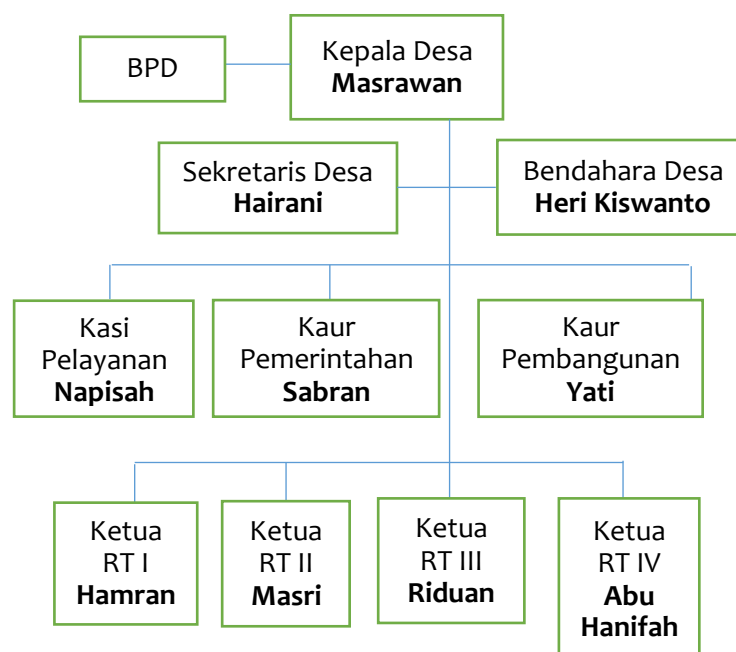 BPD
Kepala Desa
Masrawan
Sekretaris Desa
Hairani
Bendahara Desa
Heri Kiswanto
Kasi
Pelayanan
Napisah
Kaur
Pemerintahan
Sabran
Kaur
Pembangunan
Yati
Ketua
RT I
Hamran
Ketua
RT II
Masri
Ketua
RT III
Riduan
Ketua
RT IV
Abu
Hanifah